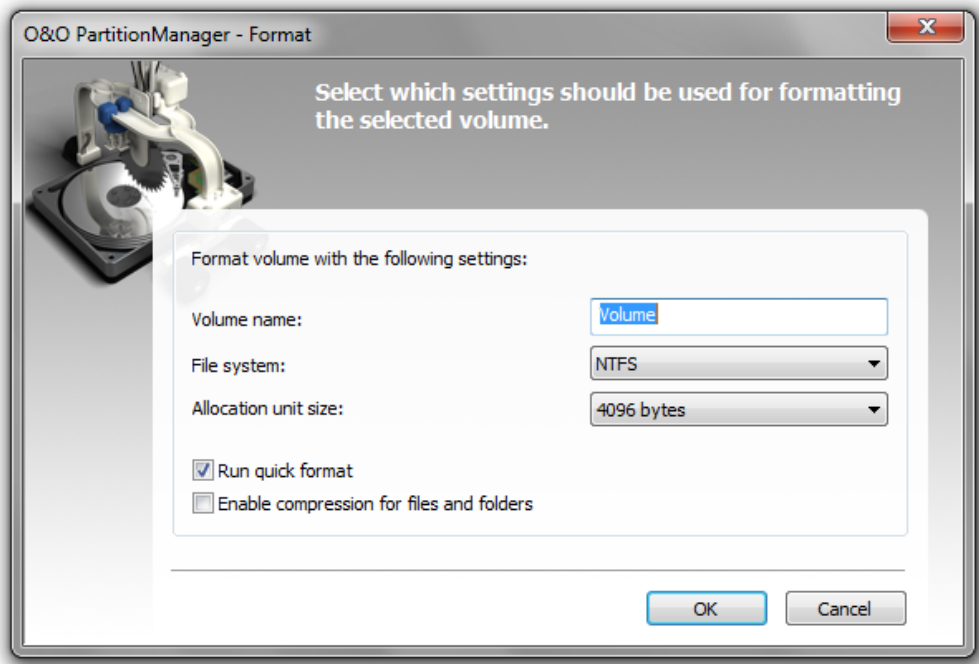 O&O PartitionManager - Format
Select which settings should be used for formatting
the selected volume.
Format volume with the following settings:
Volume name:
Volume
File system:
NTFS
Allocation unit size:
4096 bytes
Run quick format
Enable compression for files and folders
OK
Cancel